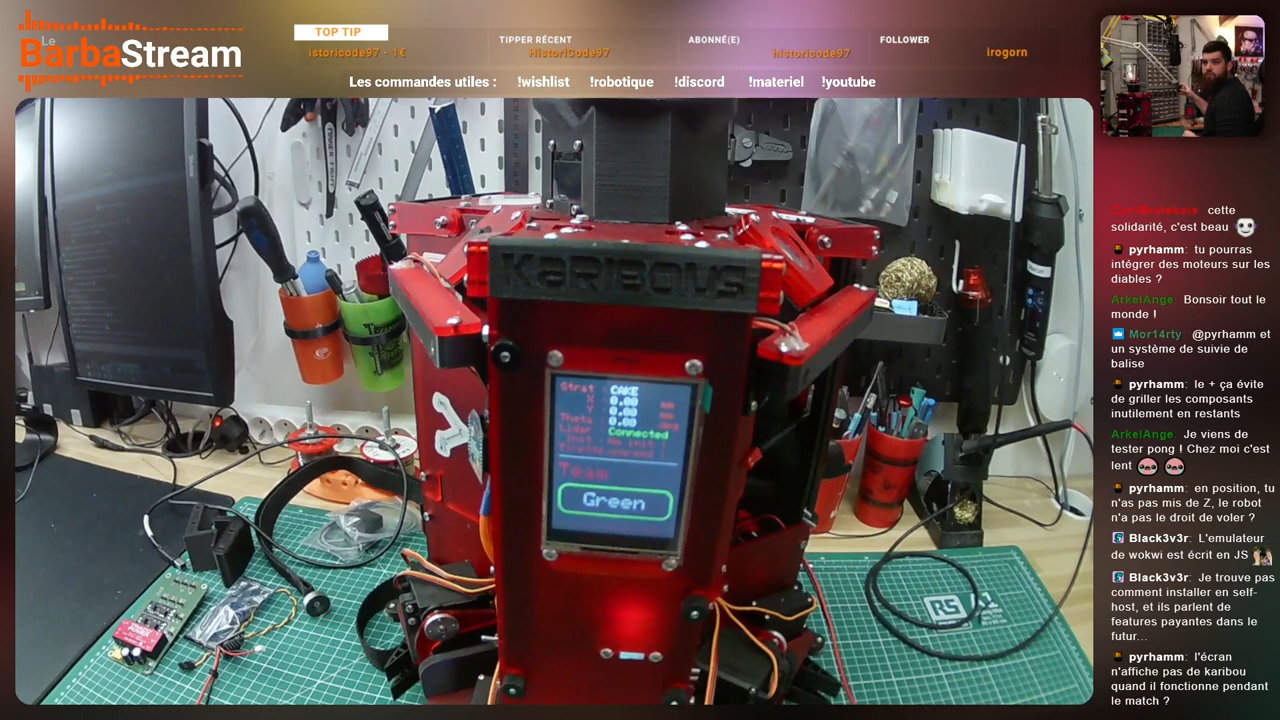 Le
BarbaStream
TOP TIP
istoricode97 - 1€
TIPPER RÉCENT
HistoriCode97
ABONNÉ(E)
historicode97
FOLLOWER
irogorn
Les commandes utiles : !wishlist !robotique !discord !materiel !youtube
KaRiBOUS
Strat : CAKE
X : 0.00 mm
Y : 0.00 mm
Theta : 0.00 deg
Lidar : Connected
Team
Green
RS
cette
solidarité, c'est beau
pyrhamm: tu pourras
intégrer des moteurs sur les
diables ?
ArkelAnge Bonsoir tout le
monde !
Mor14rty: @pyrhamm et
un système de suivie de
balise
pyrhamm: le + ça évite
de griller les composants
inutilement en restants
ArkelAnge Je viens de
tester pong ! Chez moi c'est
lent
pyrhamm: en position, tu
n'as pas mis de Z, le robot
n'a pas le droit de voler ?
Black3v3r: L'emulateur
de wokwi est écrit en JS
Black3v3r: Je trouve pas
comment installer en self-
host, et ils parlent de
features payantes dans le
futur...
pyrhamm: l'écran
n'affiche pas de karibou
quand il fonctionne pendant
le match ?